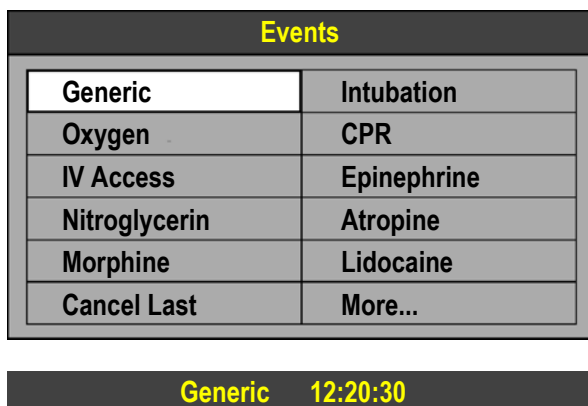 Events
Generic Intubation
Oxygen CPR
IV Access Epinephrine
Nitroglycerin Atropine
Morphine Lidocaine
Cancel Last More...
Generic 12:20:30